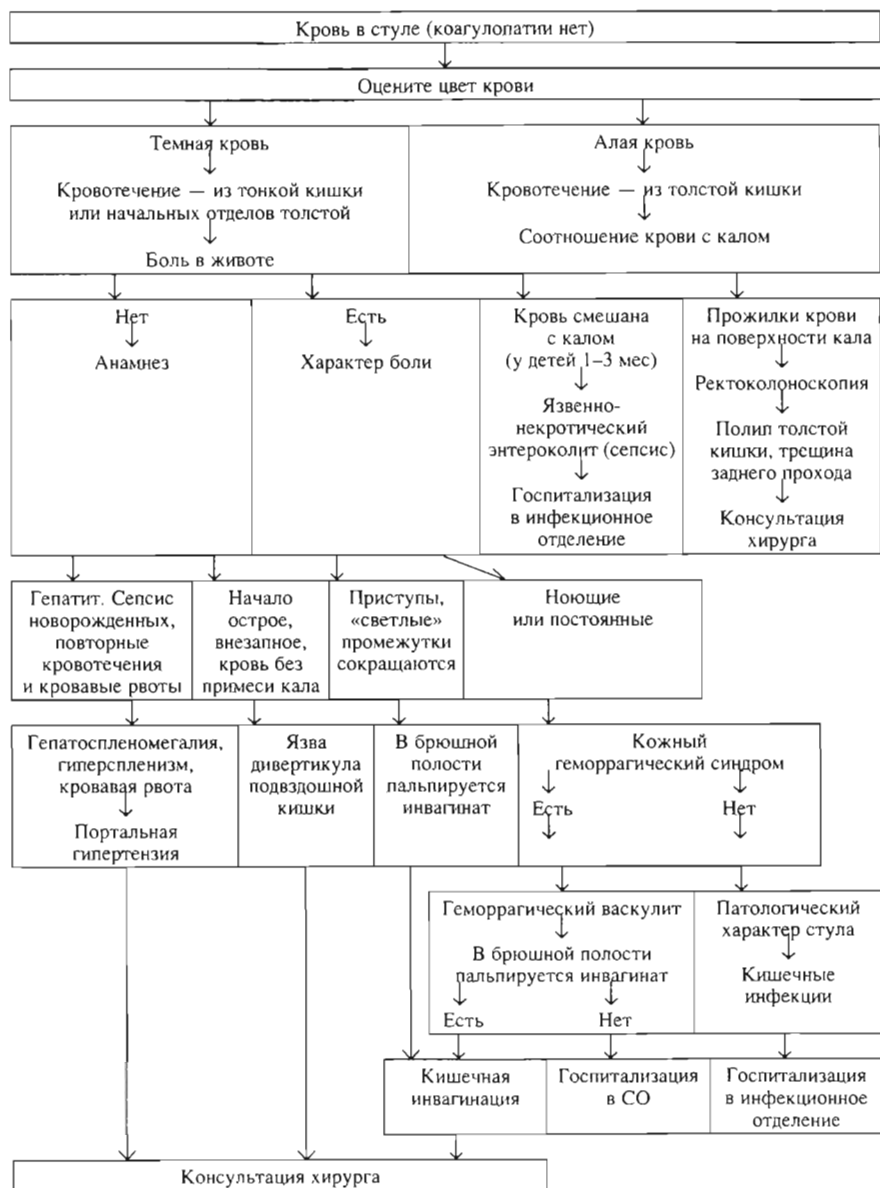 Кровь в стуле (коагулопатии нет)
Оцените цвет крови
Темная кровь
Кровотечение — из тонкой кишки
или начальных отделов толстой
Боль в животе
Алая кровь
Кровотечение — из толстой кишки
Соотношение крови с калом
Нет
Анамнез
Есть
Характер боли
Кровь смешана
с калом
(у детей 1–3 мес)
Язвенно-
некротический
энтероколит (сепсис)
Госпитализация
в инфекционное
отделение
Прожилки крови
на поверхности кала
Ректоколоноскопия
Полип толстой
кишки, трещина
заднего прохода
Консультация
хирурга
Гепатит. Сепсис
новорожденных,
повторные
кровотечения
и кровавые рвоты
Начало
острое,
внезапное,
кровь без
примеси кала
Приступы,
«светлые»
промежутки
сокращаются
Ноющие
или постоянные
Гепатоспленомегалия,
гиперспленизм,
кровавая рвота
Портальная
гипертензия
Язва
дивертикула
подвздошной
кишки
В брюшной
полости
пальпируется
инвагинат
Кожный
геморрагический синдром
Есть
Нет
Геморрагический васкулит
В брюшной полости
пальпируется инвагинат
Есть
Нет
Патологический
характер стула
Кишечные
инфекции
Кишечная
инвагинация
Госпитализация
в СО
Госпитализация
в инфекционное
отделение
Консультация хирурга